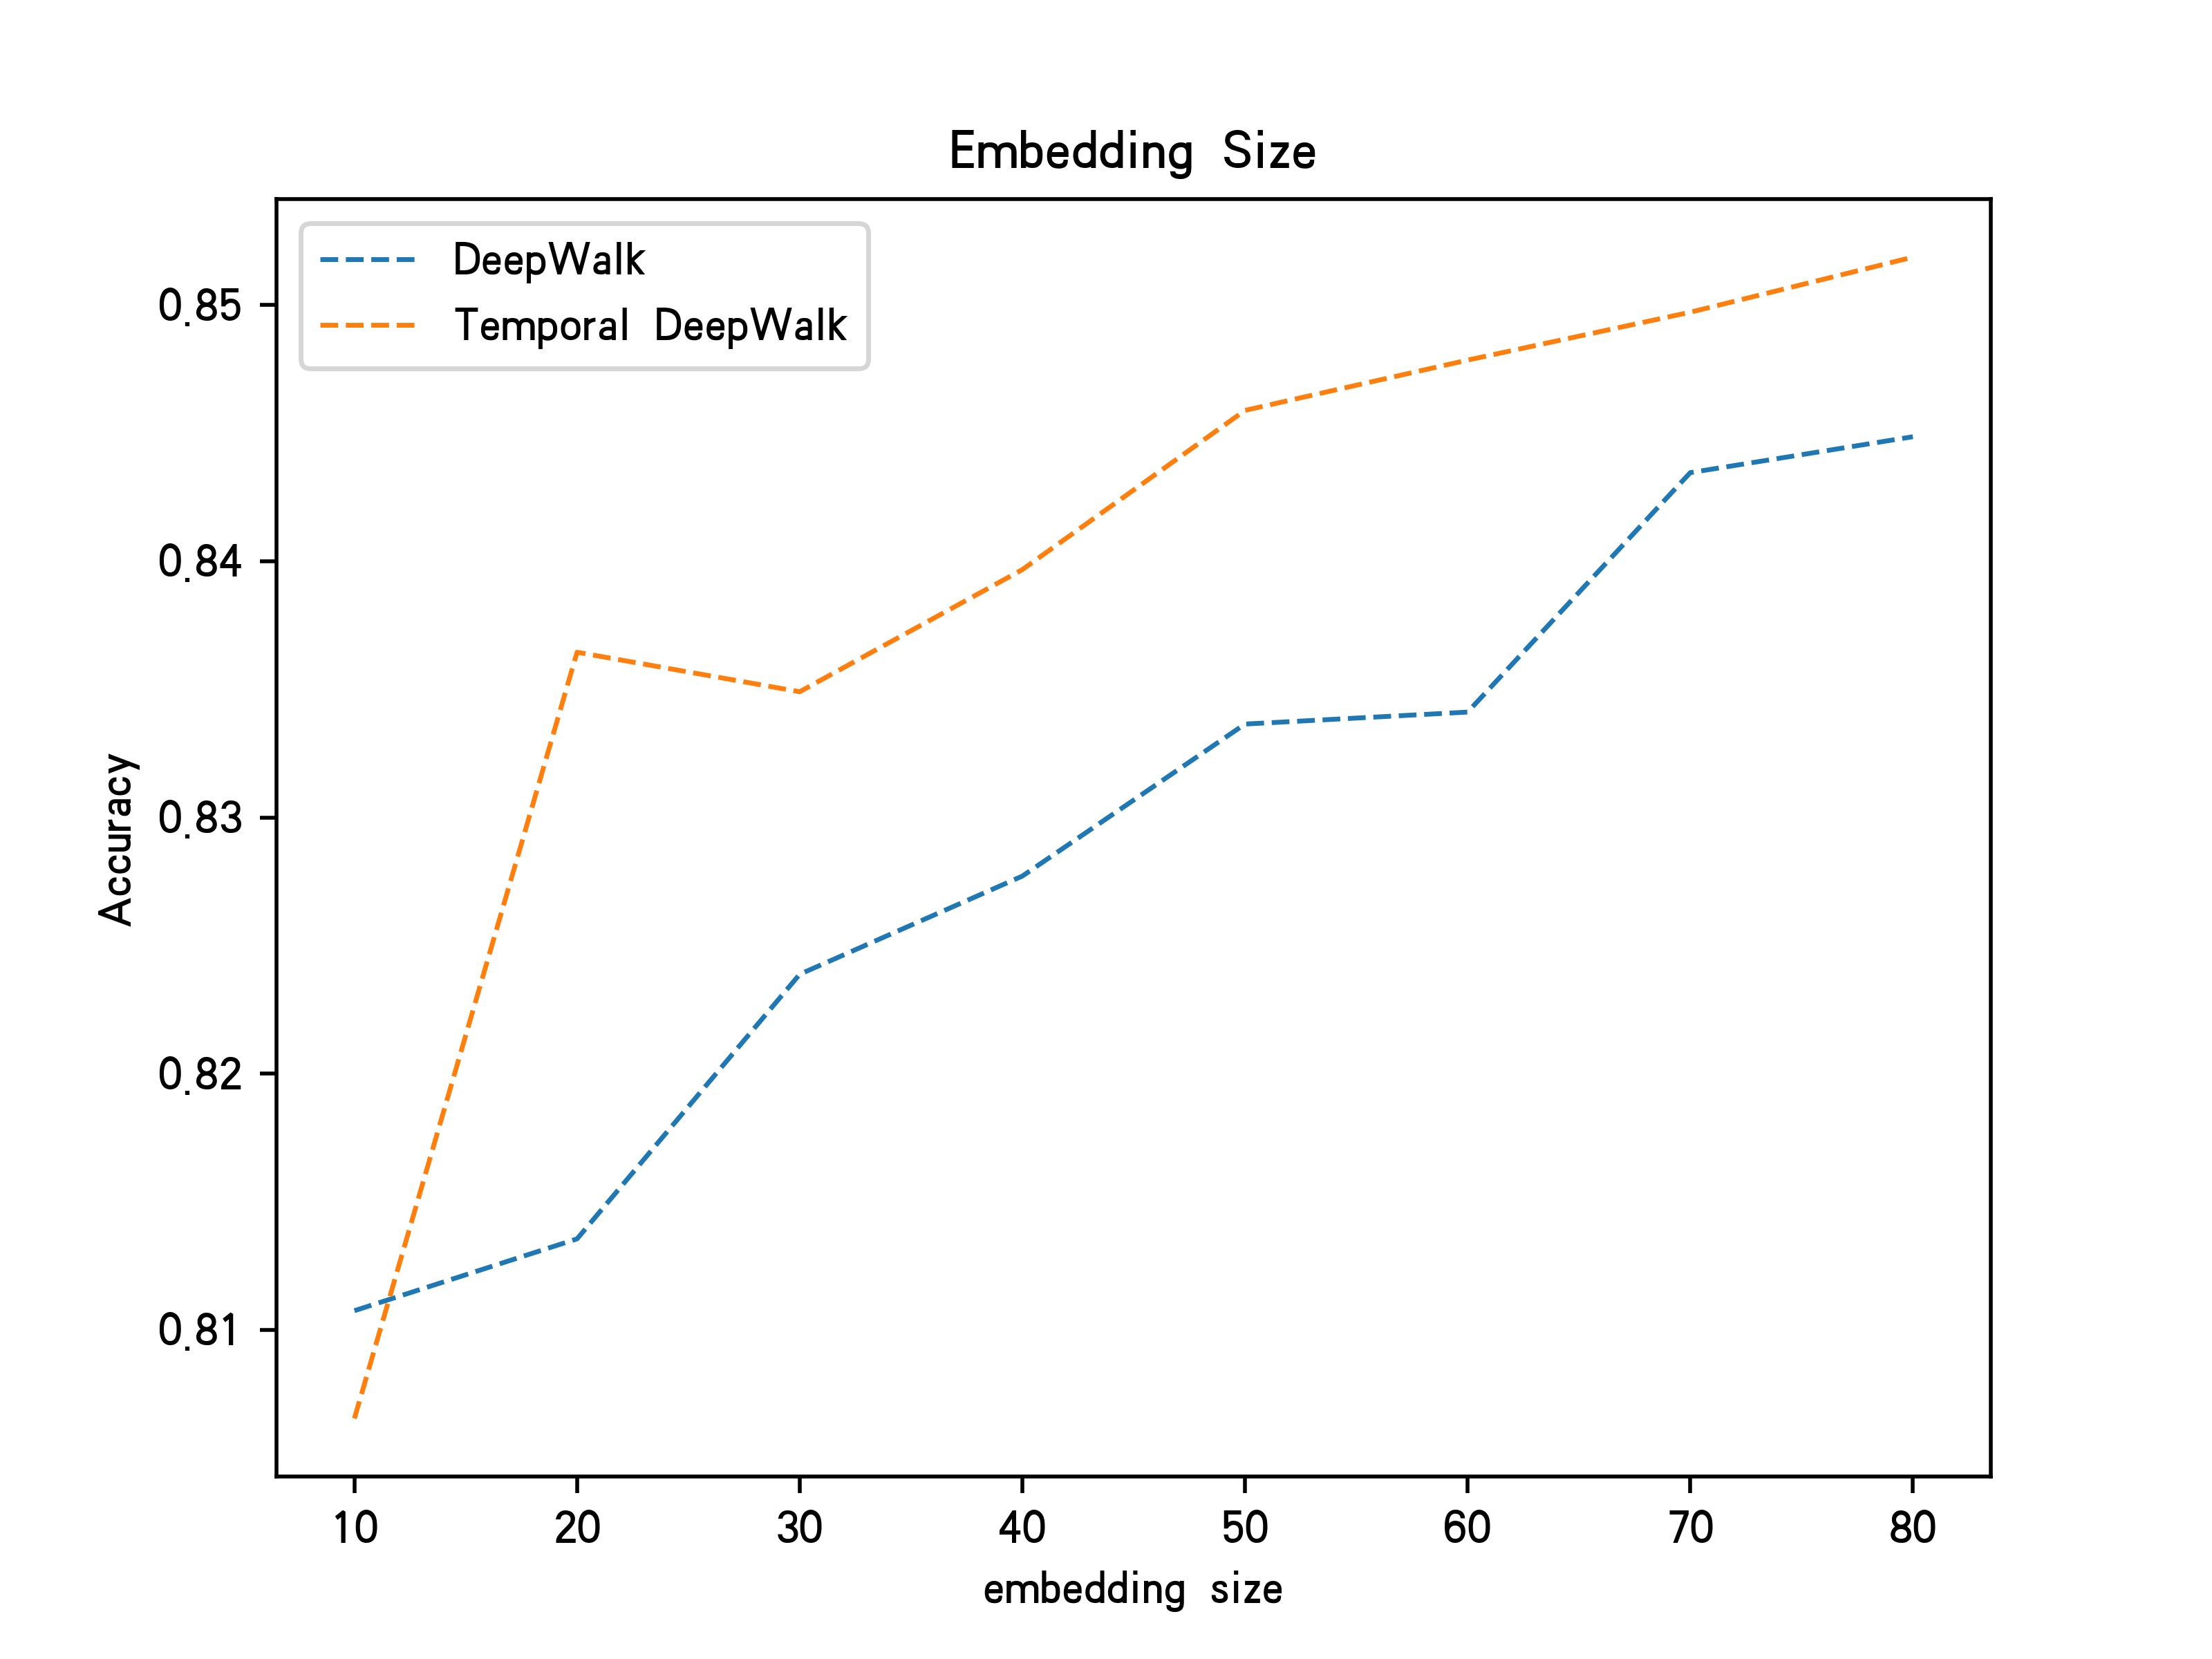 Embedding Size
DeepWalk
Temporal DeepWalk
0.85
0.84
0.83
0.82
0.81
Accuracy
10 20 30 40 50 60 70 80
embedding size